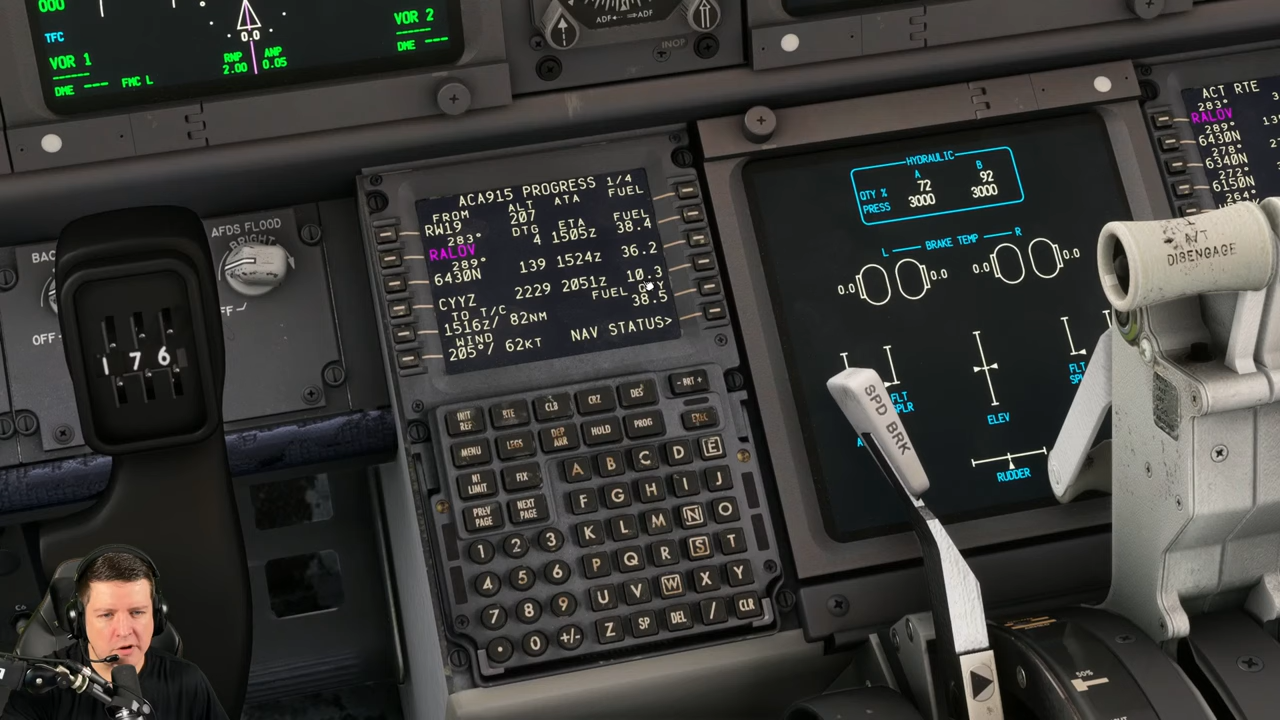 000
TFC
VOR 1
DME ---
FMC L
0.0
RNP
2.00
ANP
0.05
VOR 2
DME ---
ADF
ADF
INOP
AFDS FLOOD
BRIGHT
OFF
OFF
1 7 6
ACA915 PROGRESS 1/4
FROM ALT ATA FUEL
RW19 207
283° DTG ETA FUEL
RALOV 4 1505Z 38.4
289°
6430N 139 1524Z 36.2
CYYZ 2229 2051Z 10.3
TO T/C FUEL QTY
1516Z/ 82NM 38.5
WIND
205°/ 62KT NAV STATUS>
INIT REF
RTE
CLB
CRZ
DES
- BRT +
MENU
LEGS
DEP ARR
HOLD
PROG
EXEC
N1 LIMIT
FIX
A B C D E
PREV PAGE
NEXT PAGE
F G H I J
1 2 3
K L M N O
4 5 6
P Q R S T
7 8 9
U V W X Y
. 0 +/-
Z SP DEL / CLR
HYDRAULIC
A B
QTY % 72 92
PRESS 3000 3000
L BRAKE TEMP R
0.0 0.0 0.0 0.0
FLT
SPLR
ELEV
RUDDER
FLT
SPD BRK
A/T
DISENGAGE
ACT RTE
283°
RALOV
289°
6430N
278°
6340N
272°
6150N
264°
50%